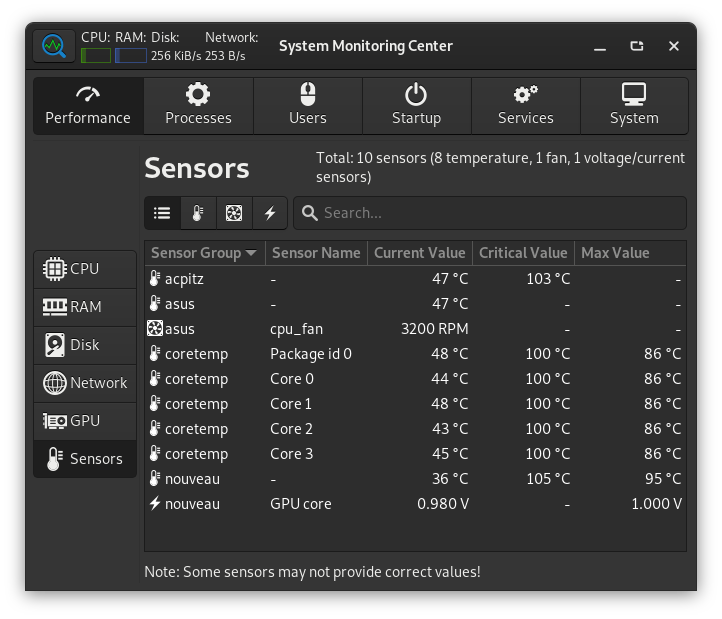 CPU: RAM: Disk: Network:
256 KiB/s 253 B/s
System Monitoring Center
Performance Processes Users Startup Services System
Sensors
Total: 10 sensors (8 temperature, 1 fan, 1 voltage/current
sensors)
Search...
CPU
RAM
Disk
Network
GPU
Sensors
Sensor Group Sensor Name Current Value Critical Value Max Value
acpitz - 47 °C 103 °C -
asus - 47 °C - -
asus cpu_fan 3200 RPM - -
coretemp Package id 0 48 °C 100 °C 86 °C
coretemp Core 0 44 °C 100 °C 86 °C
coretemp Core 1 48 °C 100 °C 86 °C
coretemp Core 2 43 °C 100 °C 86 °C
coretemp Core 3 45 °C 100 °C 86 °C
nouveau - 36 °C 105 °C 95 °C
nouveau GPU core 0.980 V - 1.000 V
Note: Some sensors may not provide correct values!